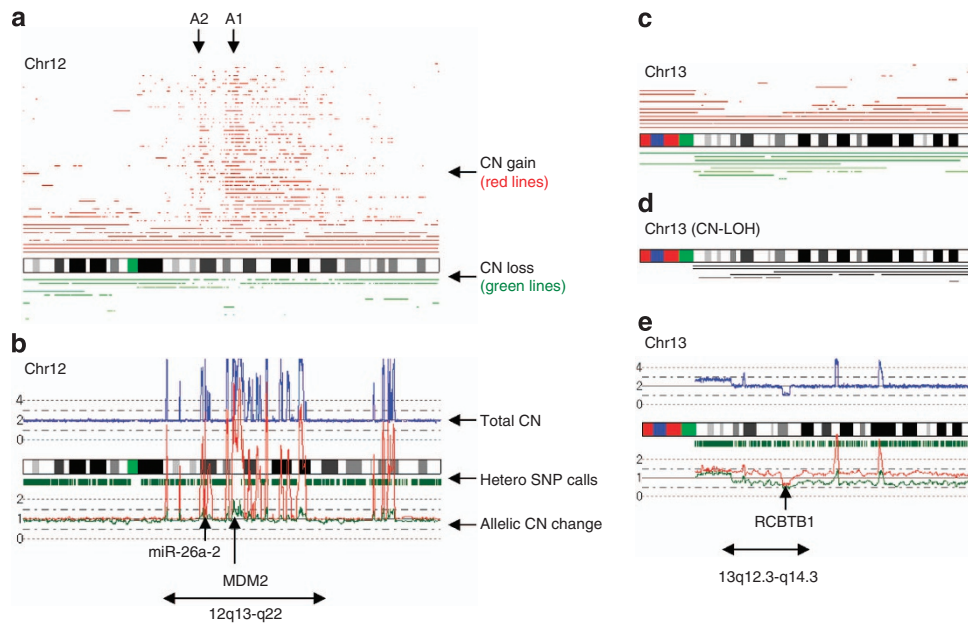 a
A2 A1
Chr12
CN gain
(red lines)
CN loss
(green lines)
b
Chr12
4
2
0
Total CN
Hetero SNP calls
2
1
0
Allelic CN change
miR-26a-2
MDM2
12q13-q22
c
Chr13
d
Chr13 (CN-LOH)
e
Chr13
4
2
0
2
1
0
RCBTB1
13q12.3-q14.3